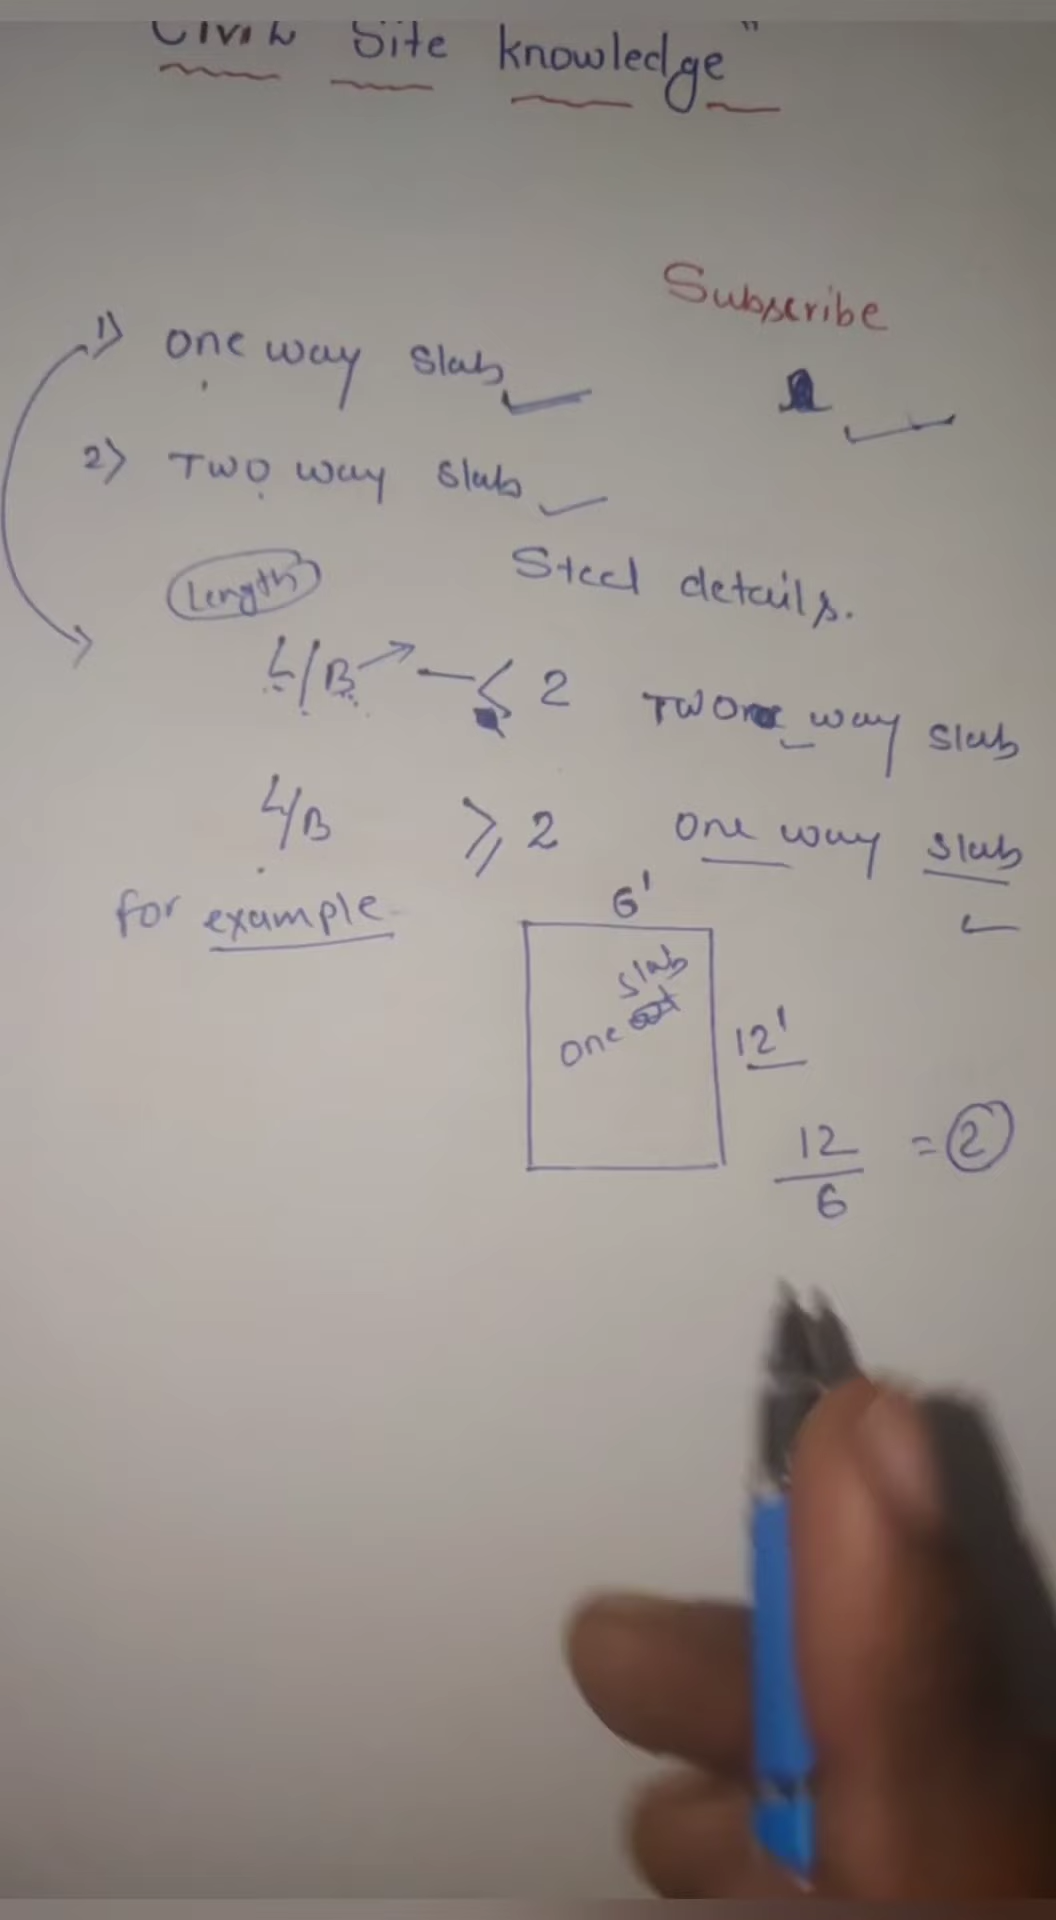 Civil Site knowledge"
Subscribe
1) one way slab
2) Two way slab
Steel details.
Length
L/B < 2 Two way slab
L/B ≥ 2 one way slab
for example
6'
slab
one
12'
12/6 = 2